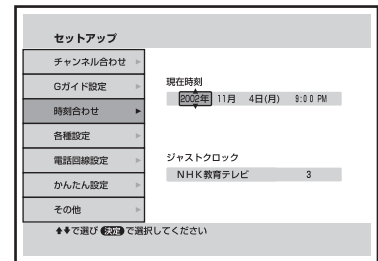 セットアップ
チャンネル合わせ
Gガイド設定
時刻合わせ
各種設定
電話回線設定
かんたん設定
その他
現在時刻
2002年 11月 4日(月) 9:00 PM
ジャストクロック
NHK教育テレビ 3
で選び 決定 で選択してください